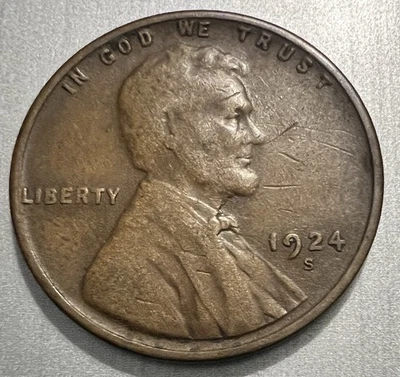 IN GOD WE TRUST
LIBERTY
1924
S